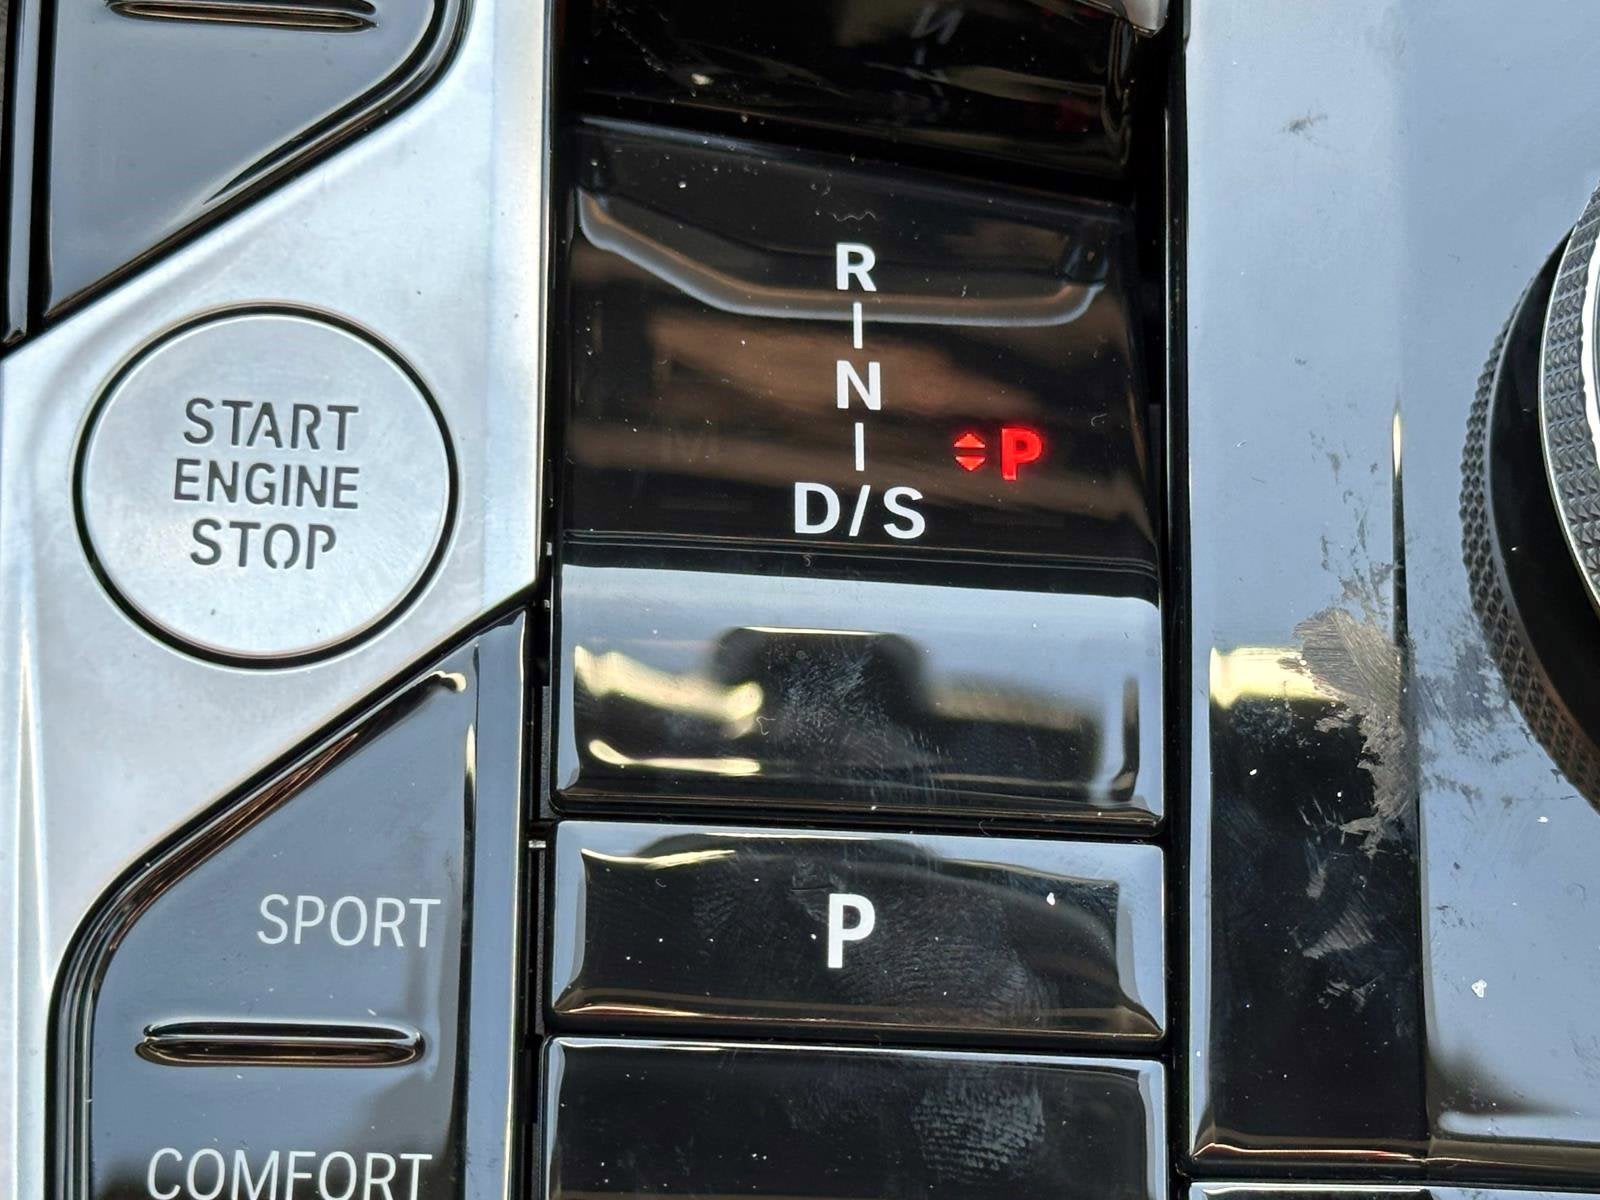 START
ENGINE
STOP
R
N
P
D/S
SPORT
P
COMFORT